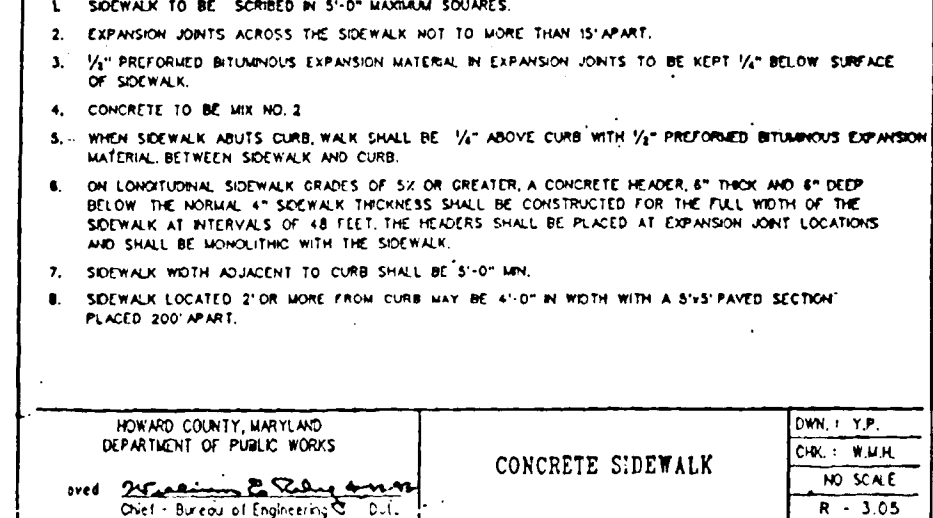 1. SIDEWALK TO BE SCRIBED IN 5'-0" MAXIMUM SQUARES.
2. EXPANSION JOINTS ACROSS THE SIDEWALK NOT TO MORE THAN 15' APART.
3. 1/2" PREFORMED BITUMINOUS EXPANSION MATERIAL IN EXPANSION JOINTS TO BE KEPT 1/4" BELOW SURFACE
OF SIDEWALK.
4. CONCRETE TO BE MIX NO. 2
5. WHEN SIDEWALK ABUTS CURB, WALK SHALL BE 1/4" ABOVE CURB WITH 1/2" PREFORMED BITUMINOUS EXPANSION
MATERIAL. BETWEEN SIDEWALK AND CURB.
6. ON LONGITUDINAL SIDEWALK GRADES OF 5% OR GREATER, A CONCRETE HEADER, 6" THICK AND 6" DEEP
BELOW THE NORMAL 4" SIDEWALK THICKNESS SHALL BE CONSTRUCTED FOR THE FULL WIDTH OF THE
SIDEWALK AT INTERVALS OF 48 FEET. THE HEADERS SHALL BE PLACED AT EXPANSION JOINT LOCATIONS
AND SHALL BE MONOLITHIC WITH THE SIDEWALK.
7. SIDEWALK WIDTH ADJACENT TO CURB SHALL BE 5'-0" MIN.
8. SIDEWALK LOCATED 2' OR MORE FROM CURB MAY BE 4'-0" IN WIDTH WITH A 5'x5' PAVED SECTION
PLACED 200' APART.
HOWARD COUNTY, MARYLAND
DEPARTMENT OF PUBLIC WORKS
oved
Chief - Bureau of Engineering
CONCRETE SIDEWALK
DWN. : Y.P.
CHK. : W.M.H.
NO SCALE
R - 3.05